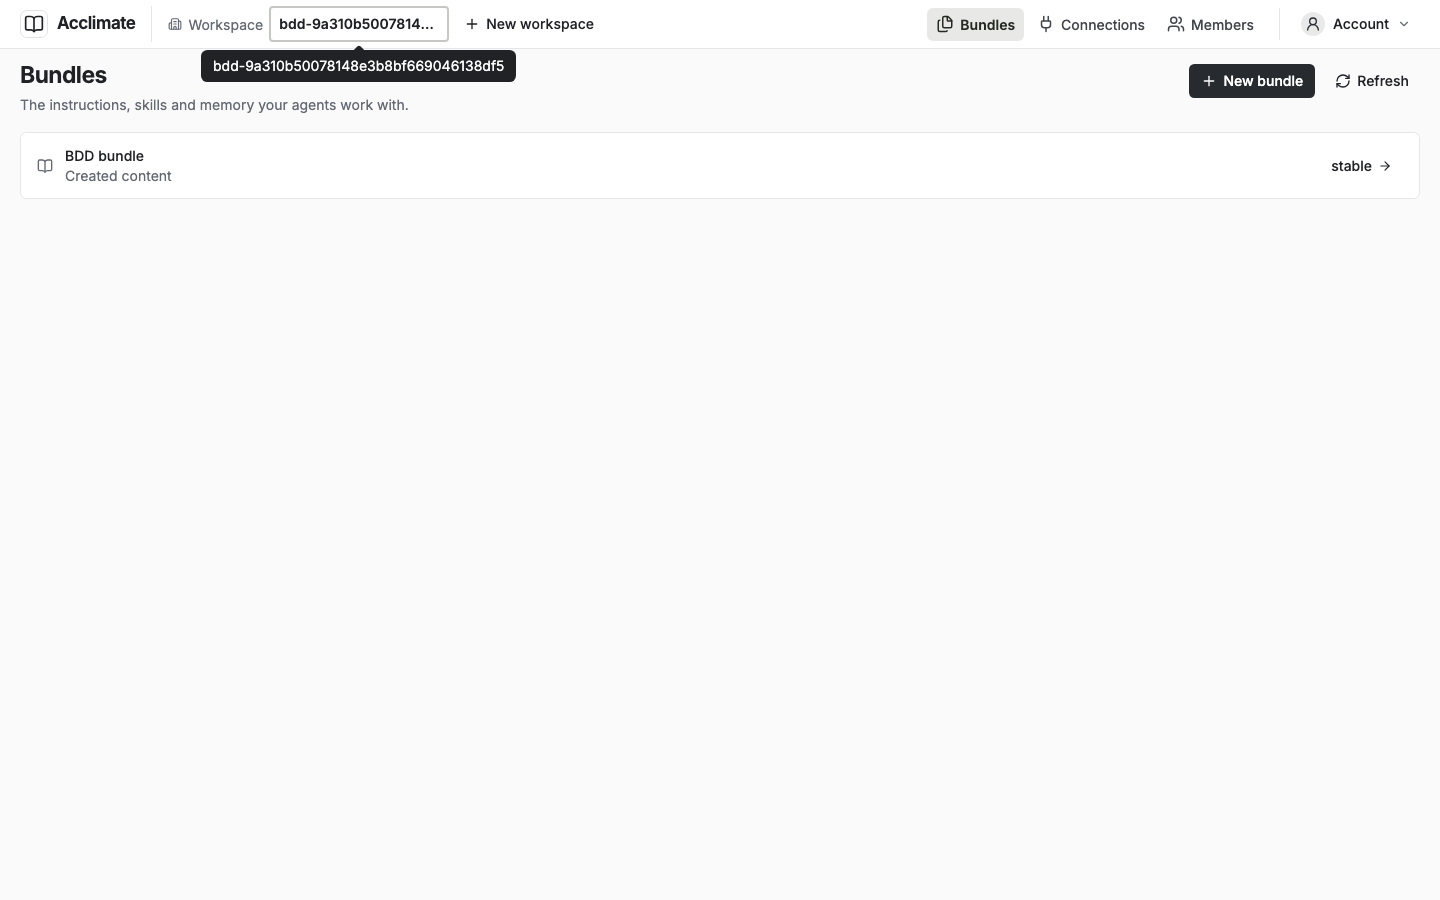 Acclimate
Workspace
bdd-9a310b5007814...
New workspace
Bundles
Connections
Members
Account
bdd-9a310b50078148e3b8bf669046138df5
Bundles
The instructions, skills and memory your agents work with.
New bundle
Refresh
BDD bundle
Created content
stable